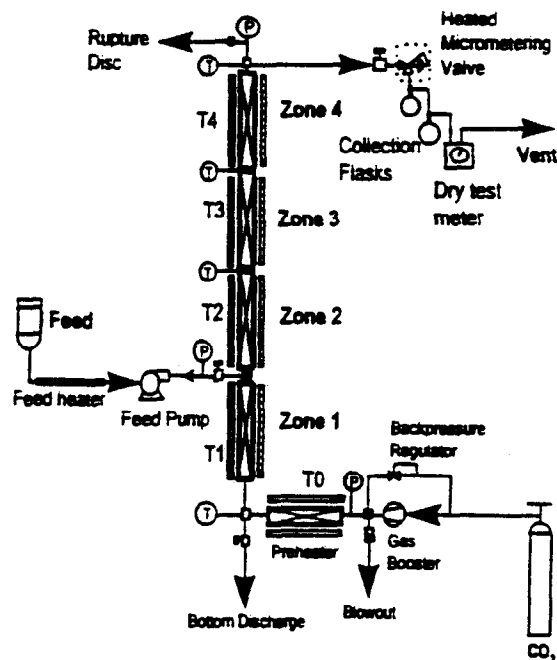 P
Rupture
Disc
T
Heated
Micrometering
Valve
T4
Zone 4
Collection
Flasks
Vent
Dry test
meter
T
T3
Zone 3
T
Feed
T2
Zone 2
P
Feed heater
Feed Pump
Zone 1
T1
Backpressure
Regulator
T0
P
T
Preheater
Gas
Booster
Bottom Discharge
Blowout
CO2